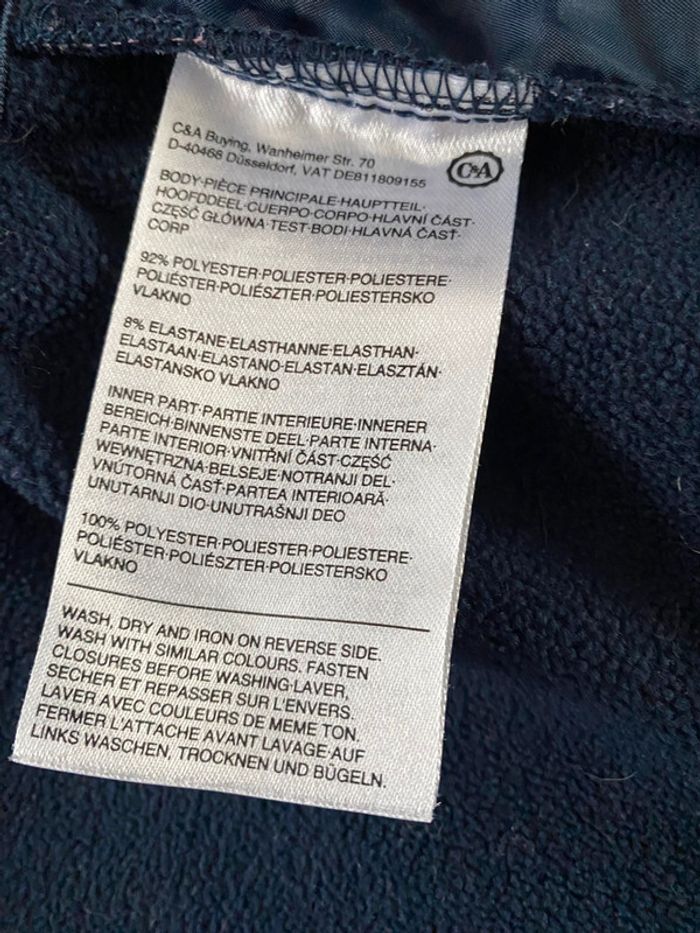 C&A Buying, Wanheimer Str. 70
D-40468 Düsseldorf, VAT DE811809155
C&A
BODY·PIÈCE PRINCIPALE·HAUPTTEIL·
HOOFDDEEL·CUERPO·CORPO·HLAVNÍ ČÁST·
CZĘŚĆ GŁÓWNA·TEST·BODI·HLAVNÁ ČASŤ·
CORP
92% POLYESTER·POLIESTER·POLIESTERE·
POLIÉSTER·POLIÉSZTER·POLIESTERSKO
VLAKNO
8% ELASTANE·ELASTHANNE·ELASTHAN·
ELASTAAN·ELASTANO·ELASTAN·ELASZTÁN·
ELASTANSKO VLAKNO
INNER PART·PARTIE INTERIEURE·INNERER
BEREICH·BINNENSTE DEEL·PARTE INTERNA·
PARTE INTERIOR·VNITŘNÍ ČÁST·CZĘŚĆ
WEWNĘTRZNA·BELSEJE·NOTRANJI DEL·
VNÚTORNÁ ČASŤ·PARTEA INTERIOARĂ·
UNUTARNJI DIO·UNUTRAŠNJI DEO
100% POLYESTER·POLIESTER·POLIESTERE·
POLIÉSTER·POLIÉSZTER·POLIESTERSKO
VLAKNO
WASH, DRY AND IRON ON REVERSE SIDE.
WASH WITH SIMILAR COLOURS. FASTEN
CLOSURES BEFORE WASHING·LAVER,
SECHER ET REPASSER SUR L'ENVERS.
LAVER AVEC COULEURS DE MEME TON.
FERMER L'ATTACHE AVANT LAVAGE·AUF
LINKS WASCHEN, TROCKNEN UND BÜGELN.